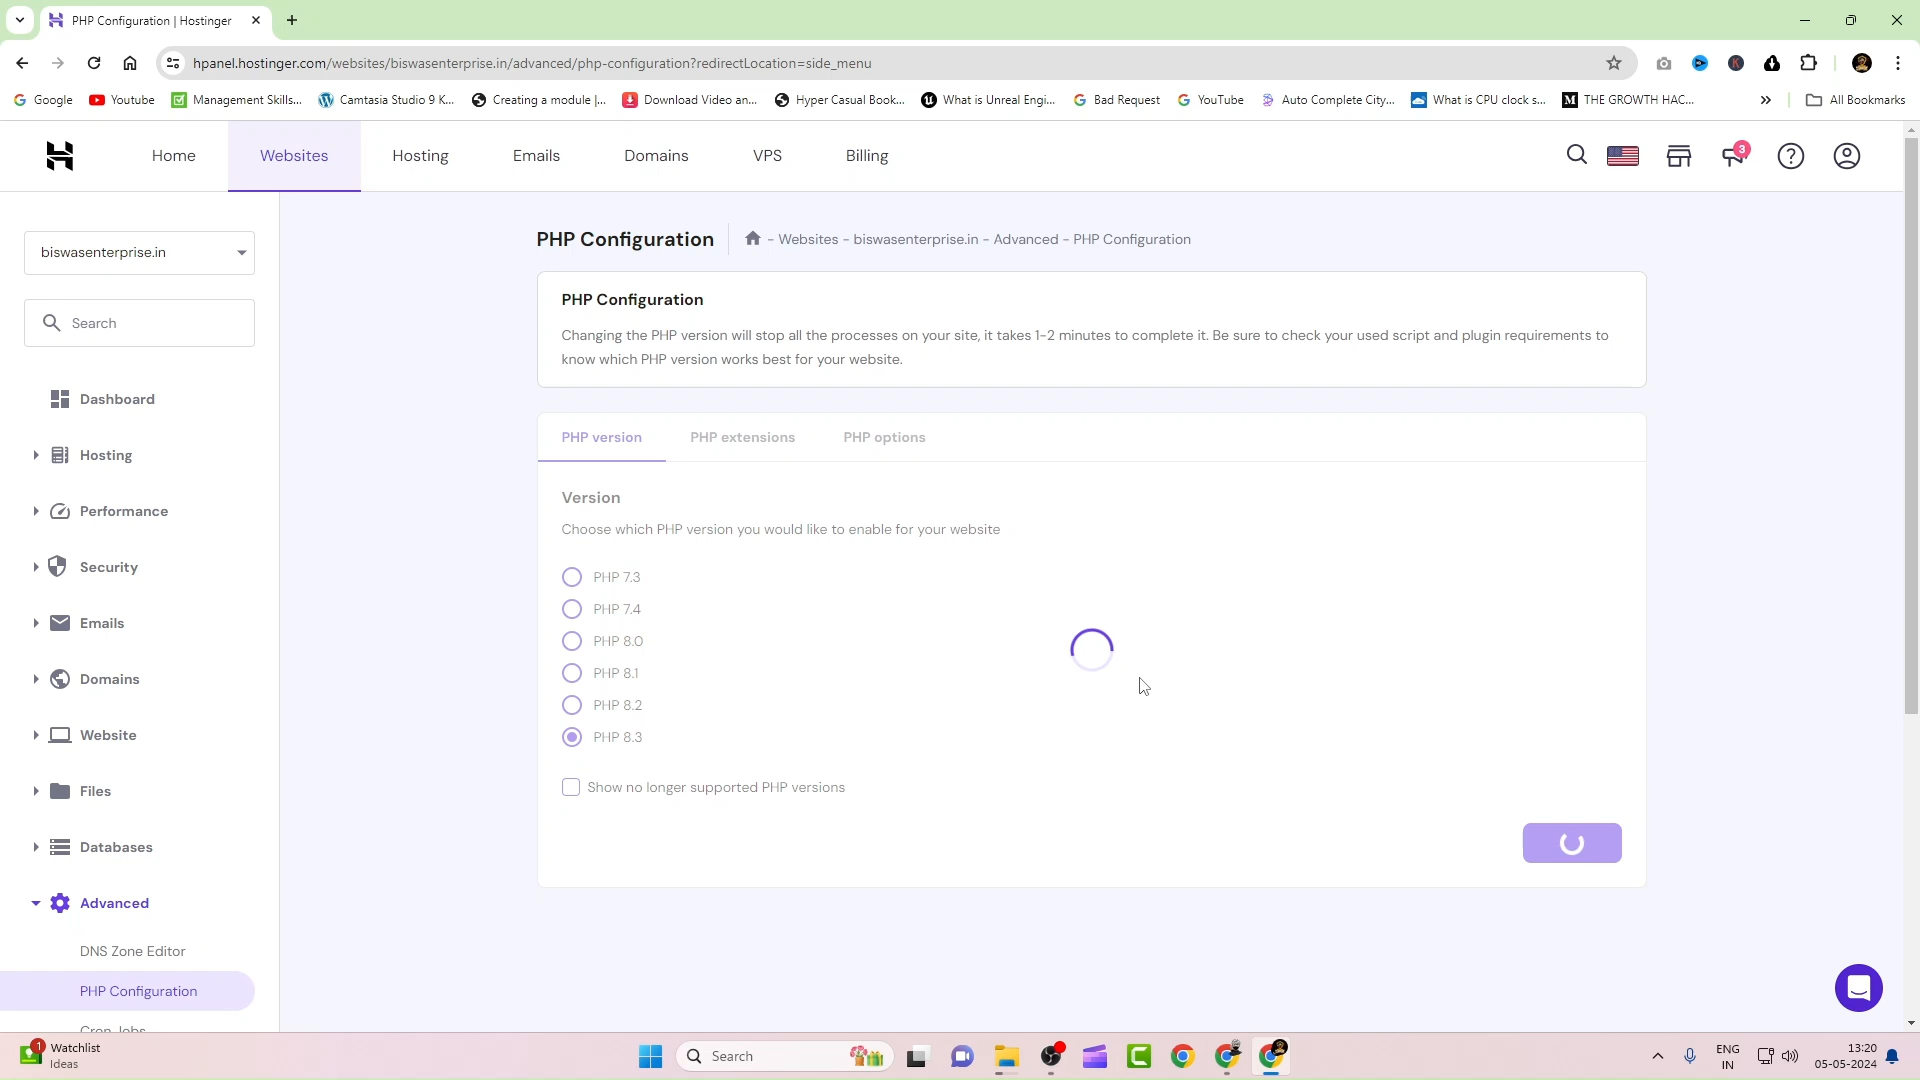 PHP Configuration | Hostinger
hpanel.hostinger.com/websites/biswasenterprise.in/advanced/php-configuration?redirectLocation=side_menu
Google
Youtube
Management Skills...
Camtasia Studio 9 K...
Creating a module |...
Download Video an...
Hyper Casual Book...
What is Unreal Engi...
Bad Request
YouTube
Auto Complete City...
What is CPU clock s...
THE GROWTH HAC...
All Bookmarks
Home
Websites
Hosting
Emails
Domains
VPS
Billing
3
biswasenterprise.in
Search
Dashboard
Hosting
Performance
Security
Emails
Domains
Website
Files
Databases
Advanced
DNS Zone Editor
PHP Configuration
Cron Jobs
PHP Configuration
- Websites - biswasenterprise.in - Advanced - PHP Configuration
PHP Configuration
Changing the PHP version will stop all the processes on your site, it takes 1-2 minutes to complete it. Be sure to check your used script and plugin requirements to
know which PHP version works best for your website.
PHP version
PHP extensions
PHP options
Version
Choose which PHP version you would like to enable for your website
PHP 7.3
PHP 7.4
PHP 8.0
PHP 8.1
PHP 8.2
PHP 8.3
Show no longer supported PHP versions
1
Watchlist
Ideas
Search
ENG
IN
13:20
05-05-2024